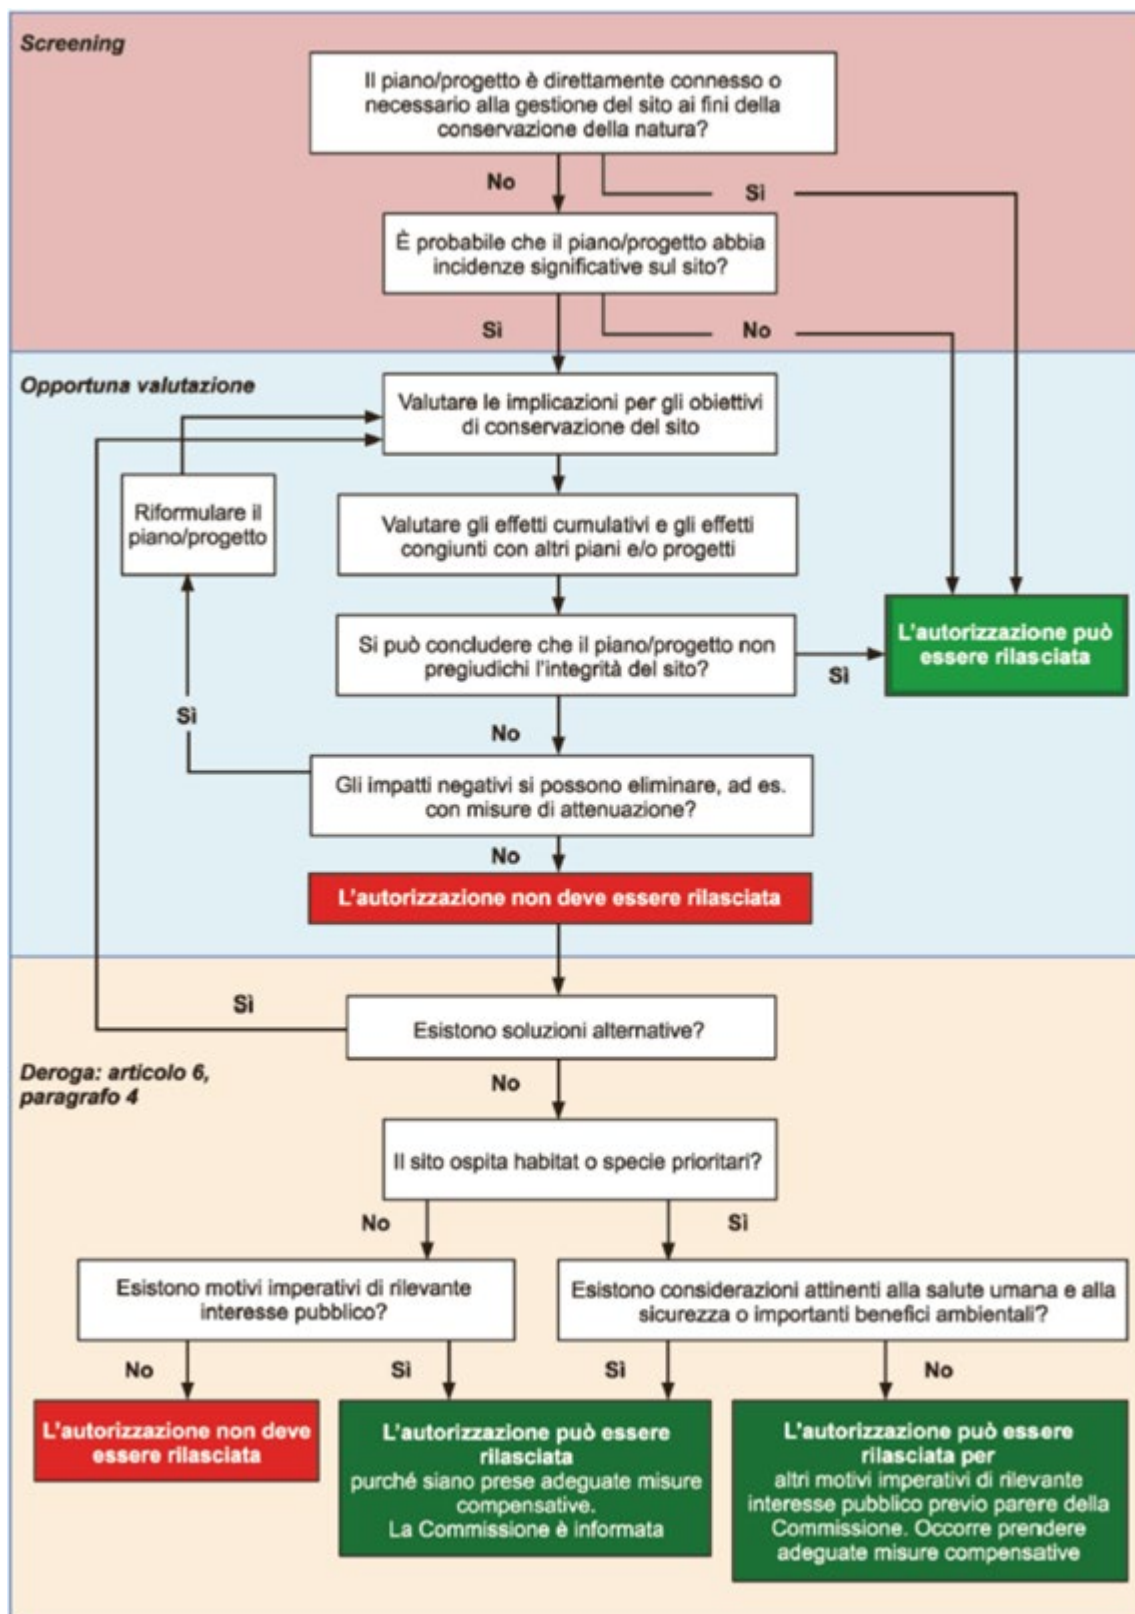 Screening
Il piano/progetto è direttamente connesso o
necessario alla gestione del sito ai fini della
conservazione della natura?
No
Sì
È probabile che il piano/progetto abbia
incidenze significative sul sito?
Sì
No
Opportuna valutazione
Valutare le implicazioni per gli obiettivi
di conservazione del sito
Riformulare il
piano/progetto
Valutare gli effetti cumulativi e gli effetti
congiunti con altri piani e/o progetti
L'autorizzazione può
essere rilasciata
Si può concludere che il piano/progetto non
pregiudichi l'integrità del sito?
Sì
Sì
No
Gli impatti negativi si possono eliminare, ad es.
con misure di attenuazione?
No
L'autorizzazione non deve essere rilasciata
Sì
Esistono soluzioni alternative?
Deroga: articolo 6,
paragrafo 4
No
Il sito ospita habitat o specie prioritari?
No
Sì
Esistono motivi imperativi di rilevante
interesse pubblico?
Esistono considerazioni attinenti alla salute umana e alla
sicurezza o importanti benefici ambientali?
No
Sì
Sì
No
L'autorizzazione non deve
essere rilasciata
L'autorizzazione può essere
rilasciata
purché siano prese adeguate misure
compensative.
La Commissione è informata
L'autorizzazione può essere
rilasciata per
altri motivi imperativi di rilevante
interesse pubblico previo parere della
Commissione. Occorre prendere
adeguate misure compensative